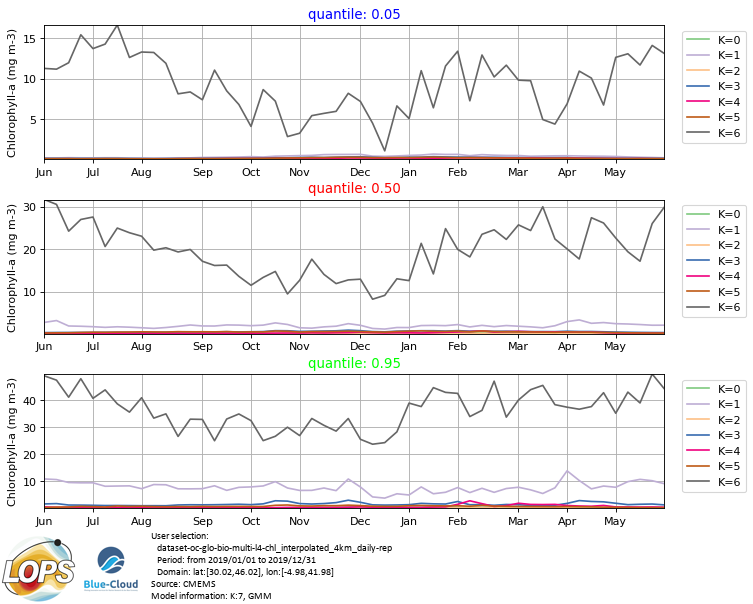 quantile: 0.05
Chlorophyll-a (mg m-3)
15
10
5
Jun Jul Aug Sep Oct Nov Dec Jan Feb Mar Apr May
K=0
K=1
K=2
K=3
K=4
K=5
K=6
quantile: 0.50
Chlorophyll-a (mg m-3)
30
20
10
Jun Jul Aug Sep Oct Nov Dec Jan Feb Mar Apr May
K=0
K=1
K=2
K=3
K=4
K=5
K=6
quantile: 0.95
Chlorophyll-a (mg m-3)
40
30
20
10
Jun Jul Aug Sep Oct Nov Dec Jan Feb Mar Apr May
K=0
K=1
K=2
K=3
K=4
K=5
K=6
LOPS
Blue-Cloud
User selection:
dataset-oc-glo-bio-multi-l4-chl_interpolated_4km_daily-rep
Period: from 2019/01/01 to 2019/12/31
Domain: lat:[30.02,46.02], lon:[-4.98,41.98]
Source: CMEMS
Model information: K:7, GMM